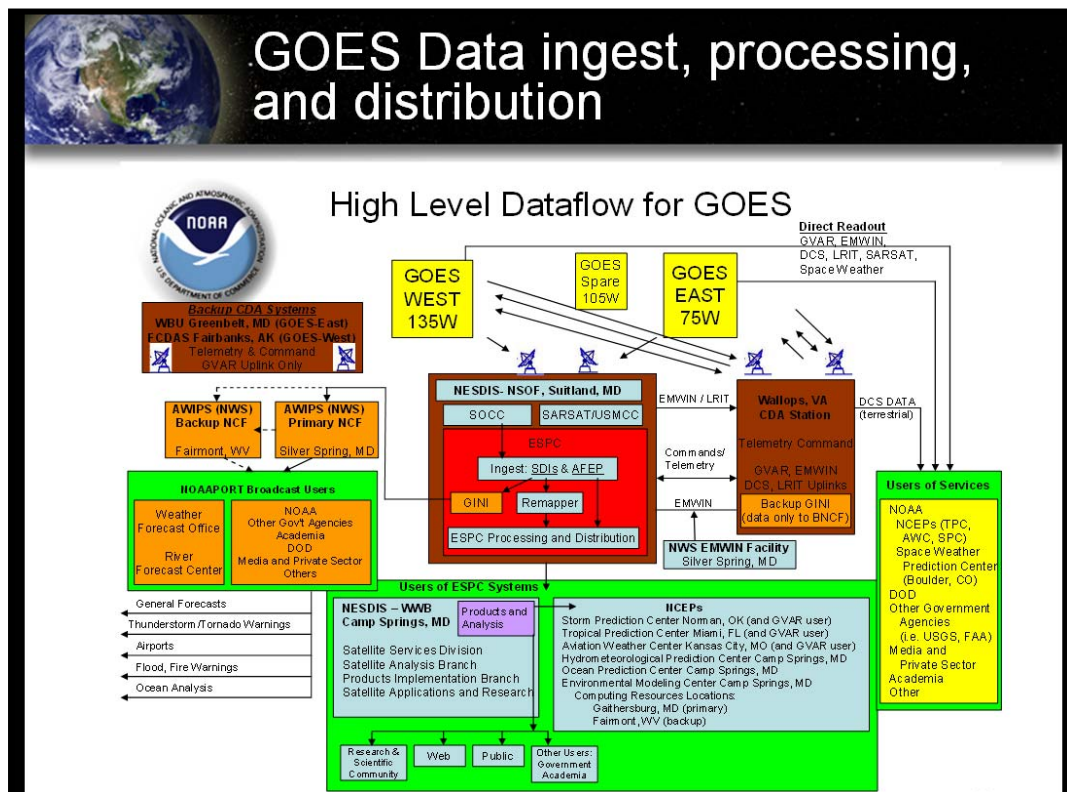 GOES Data ingest, processing,
and distribution
High Level Dataflow for GOES
NATIONAL OCEANIC AND ATMOSPHERIC ADMINISTRATION
U.S. DEPARTMENT OF COMMERCE
NOAA
Direct Readout
GVAR, EMWIN,
DCS, LRIT, SARSAT,
Space Weather
GOES
WEST
135W
GOES
Spare
105W
GOES
EAST
75W
Backup CDA Systems
WBU Greenbelt, MD (GOES-East)
FCDAS Fairbanks, AK (GOES-West)
Telemetry & Command
GVAR Uplink Only
AWIPS (NWS)
Backup NCF
Fairmont, WV
AWIPS (NWS)
Primary NCF
Silver Spring, MD
NESDIS- NSOF, Suitland, MD
SOCC
SARSAT/USMCC
ESPC
Ingest: SDIs & AFEP
GINI
Remapper
ESPC Processing and Distribution
EMWIN / LRIT
Commands/
Telemetry
EMWIN
Wallops, VA
CDA Station
Telemetry Command
GVAR, EMWIN
DCS, LRIT Uplinks
Backup GINI
(data only to BNCF)
DCS DATA
(terrestrial)
NWS EMWIN Facility
Silver Spring, MD
NOAAPORT Broadcast Users
Weather
Forecast Office
River
Forecast Center
NOAA
Other Gov't Agencies
Academia
DOD
Media and Private Sector
Others
General Forecasts
Thunderstorm/Tornado Warnings
Airports
Flood, Fire Warnings
Ocean Analysis
Users of ESPC Systems
NESDIS – WWB
Camp Springs, MD
Satellite Services Division
Satellite Analysis Branch
Products Implementation Branch
Satellite Applications and Research
Products and
Analysis
NCEPs
Storm Prediction Center Norman, OK (and GVAR user)
Tropical Prediction Center Miami, FL (and GVAR user)
Aviation Weather Center Kansas City, MO (and GVAR user)
Hydrometeorological Prediction Center Camp Springs, MD
Ocean Prediction Center Camp Springs, MD
Environmental Modeling Center Camp Springs, MD
Computing Resources Locations:
Gaithersburg, MD (primary)
Fairmont, WV (backup)
Research &
Scientific
Community
Web
Public
Other Users:
Government
Academia
Users of Services
NOAA
NCEPs (TPC,
AWC, SPC)
Space Weather
Prediction Center
(Boulder, CO)
DOD
Other Government
Agencies
(i.e. USGS, FAA)
Media and
Private Sector
Academia
Other